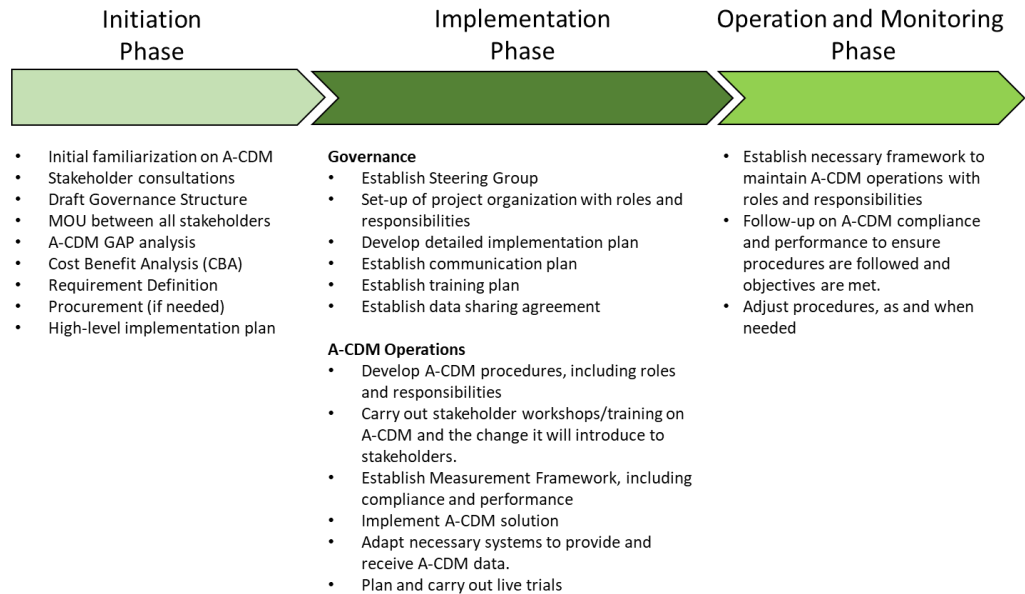 Initiation
Phase
Implementation
Phase
Operation and Monitoring
Phase
• Initial familiarization on A-CDM
• Stakeholder consultations
• Draft Governance Structure
• MOU between all stakeholders
• A-CDM GAP analysis
• Cost Benefit Analysis (CBA)
• Requirement Definition
• Procurement (if needed)
• High-level implementation plan
Governance
• Establish Steering Group
• Set-up of project organization with roles and
responsibilities
• Develop detailed implementation plan
• Establish communication plan
• Establish training plan
• Establish data sharing agreement
A-CDM Operations
• Develop A-CDM procedures, including roles
and responsibilities
• Carry out stakeholder workshops/training on
A-CDM and the change it will introduce to
stakeholders.
• Establish Measurement Framework, including
compliance and performance
• Implement A-CDM solution
• Adapt necessary systems to provide and
receive A-CDM data.
• Plan and carry out live trials
• Establish necessary framework to
maintain A-CDM operations with
roles and responsibilities
• Follow-up on A-CDM compliance
and performance to ensure
procedures are followed and
objectives are met.
• Adjust procedures, as and when
needed